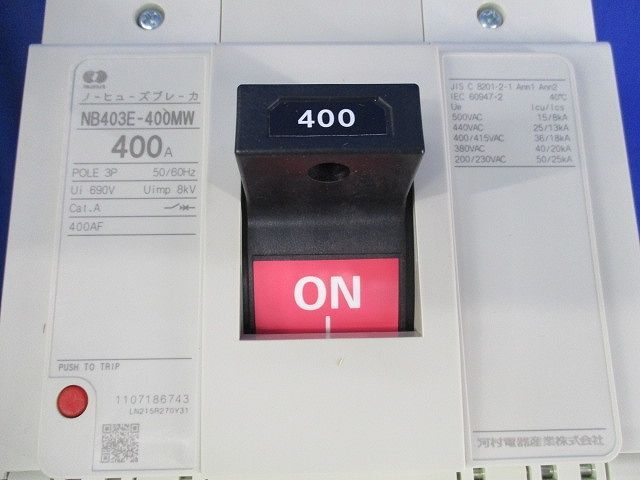 ノーヒューズブレーカ
NB403E-400MW
400A
POLE 3P 50/60Hz
Ui 690V Uimp 8kV
Cat.A
400AF
PUSH TO TRIP
1107186743
LN215R270Y31
400
ON
JIS C 8201-2-1 Ann1 Ann2
IEC 60947-2 40℃
Ue Icu/Ics
500VAC 15/8kA
440VAC 25/13kA
400/415VAC 36/18kA
380VAC 40/20kA
200/230VAC 50/25kA
河村電器産業株式会社